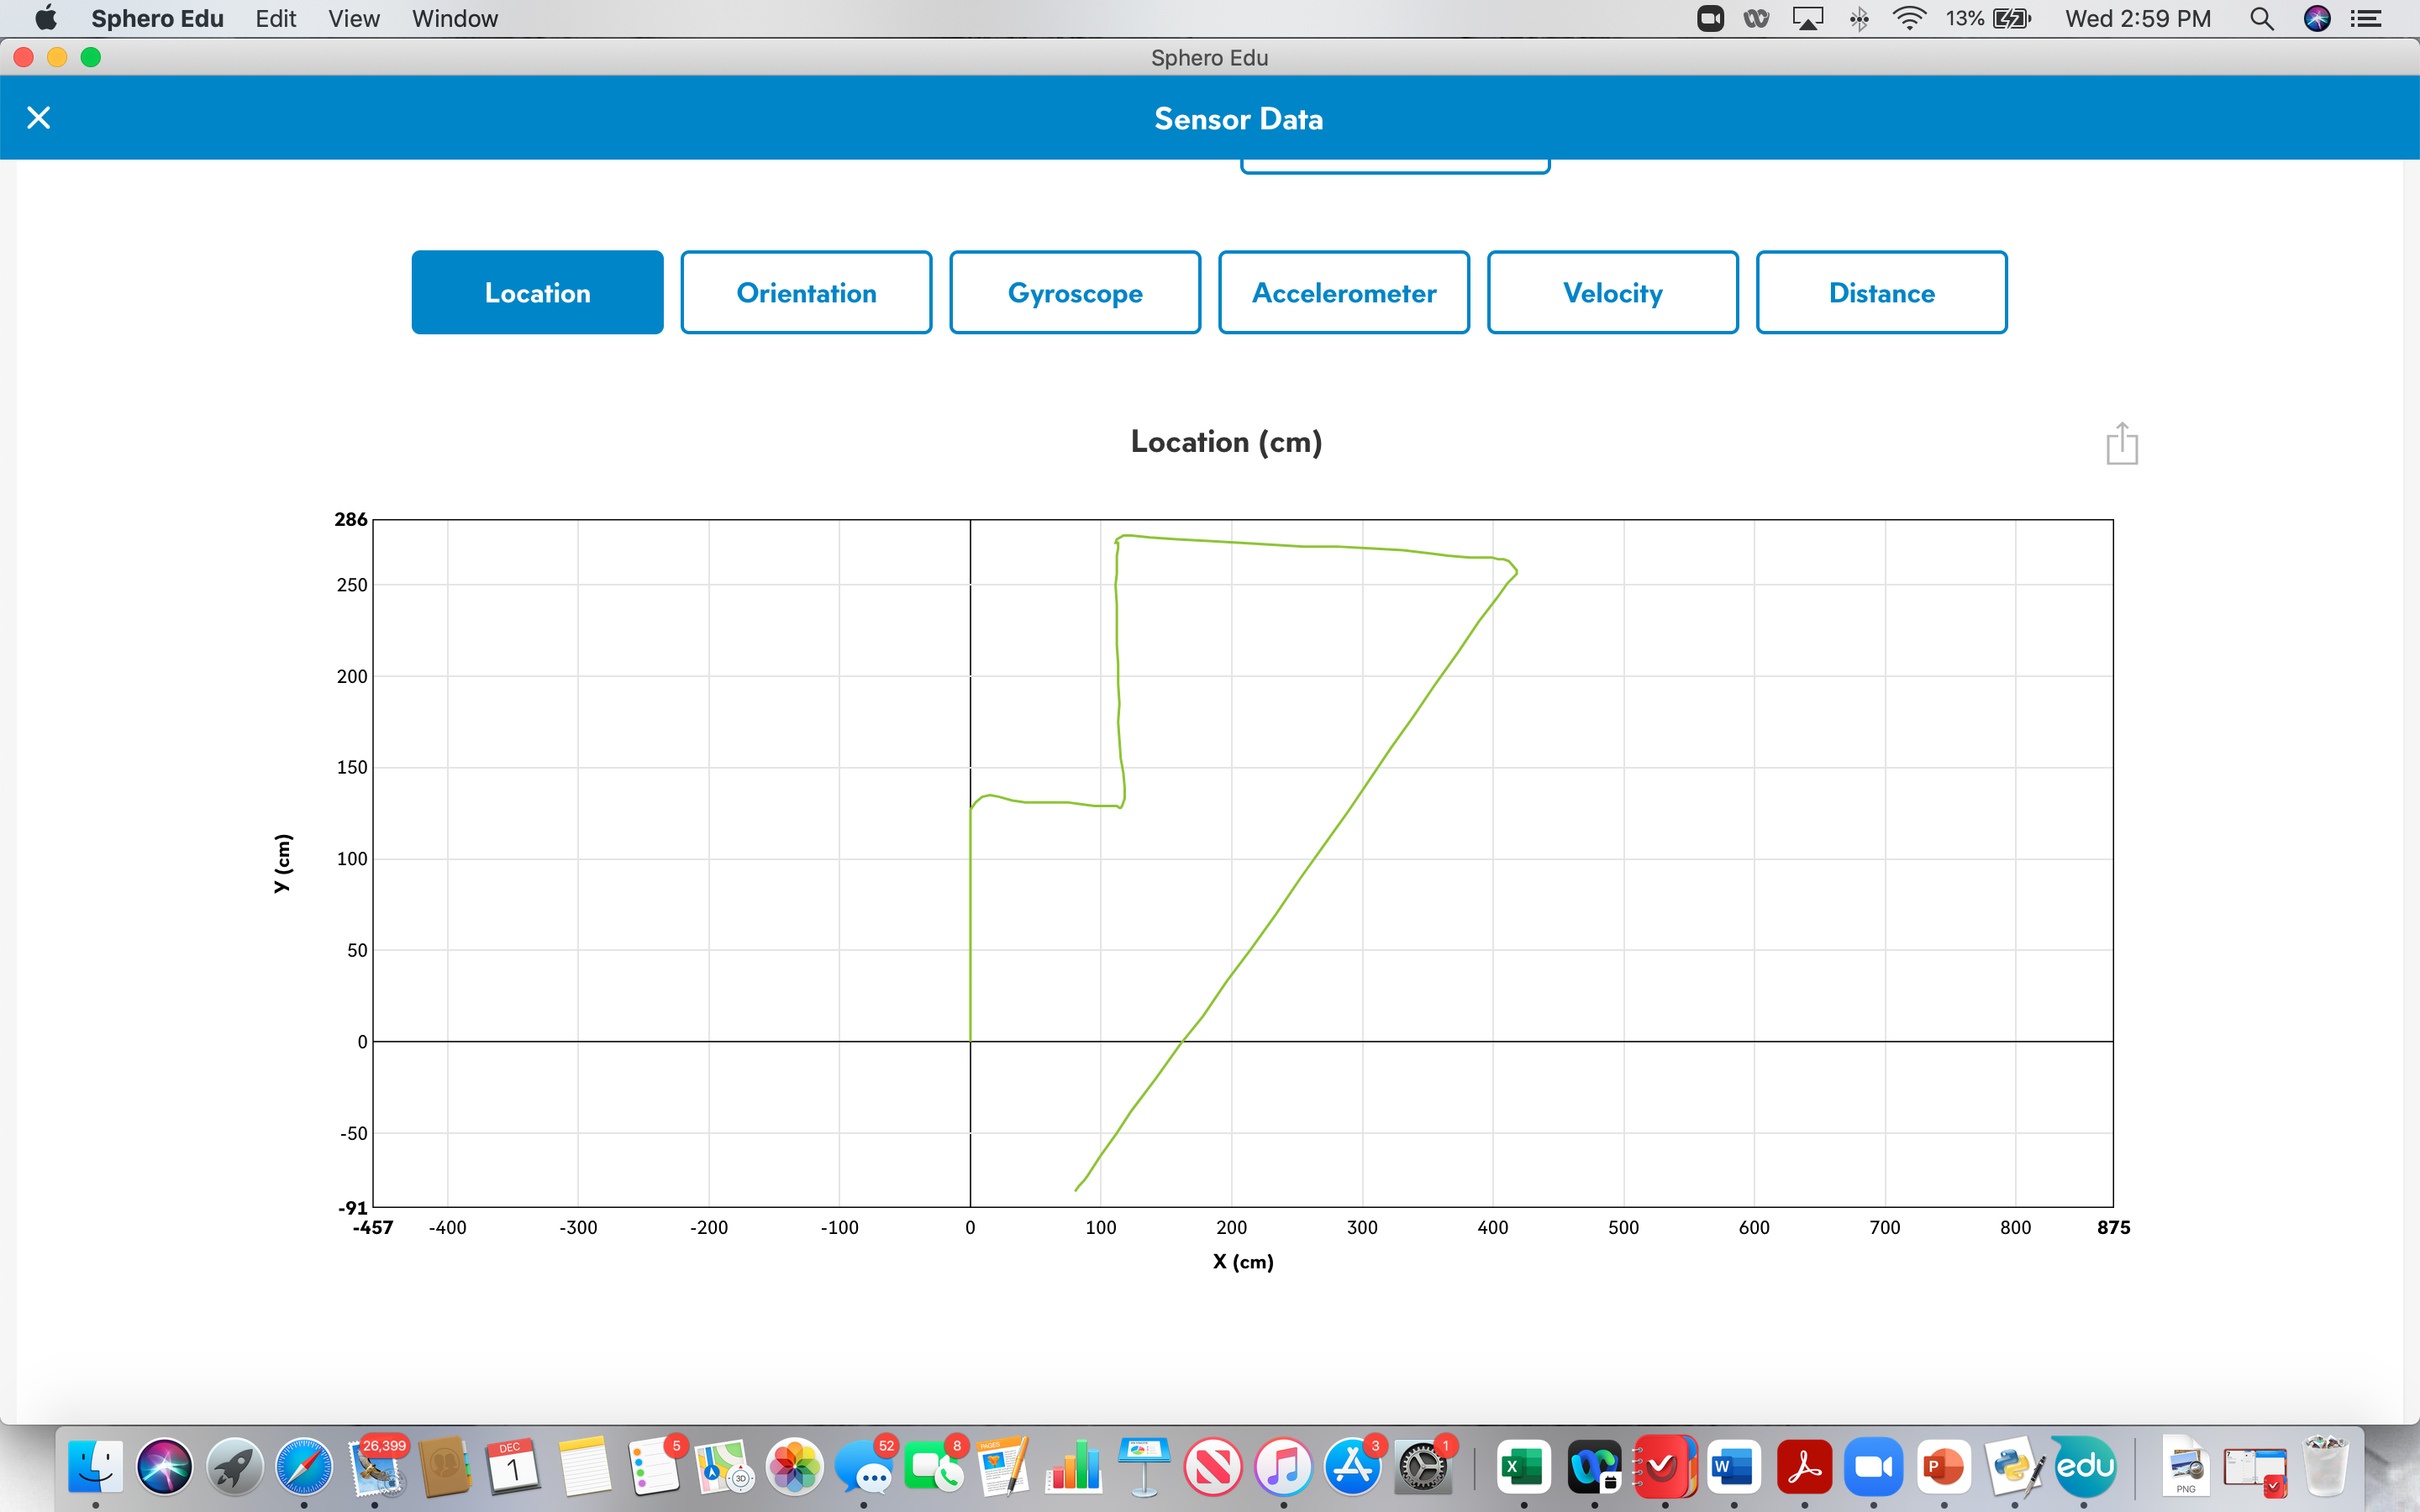 Sphero Edu Edit View Window 13% Wed 2:59 PM
Sphero Edu
Sensor Data
Location Orientation Gyroscope Accelerometer Velocity Distance
Location (cm)
286
250
200
150
100
50
0
-50
-91
y (cm)
-457 -400 -300 -200 -100 0 100 200 300 400 500 600 700 800 875
X (cm)
26,399 DEC 1 5 3D 52 8 PAGES 3 1 X W P edu PNG